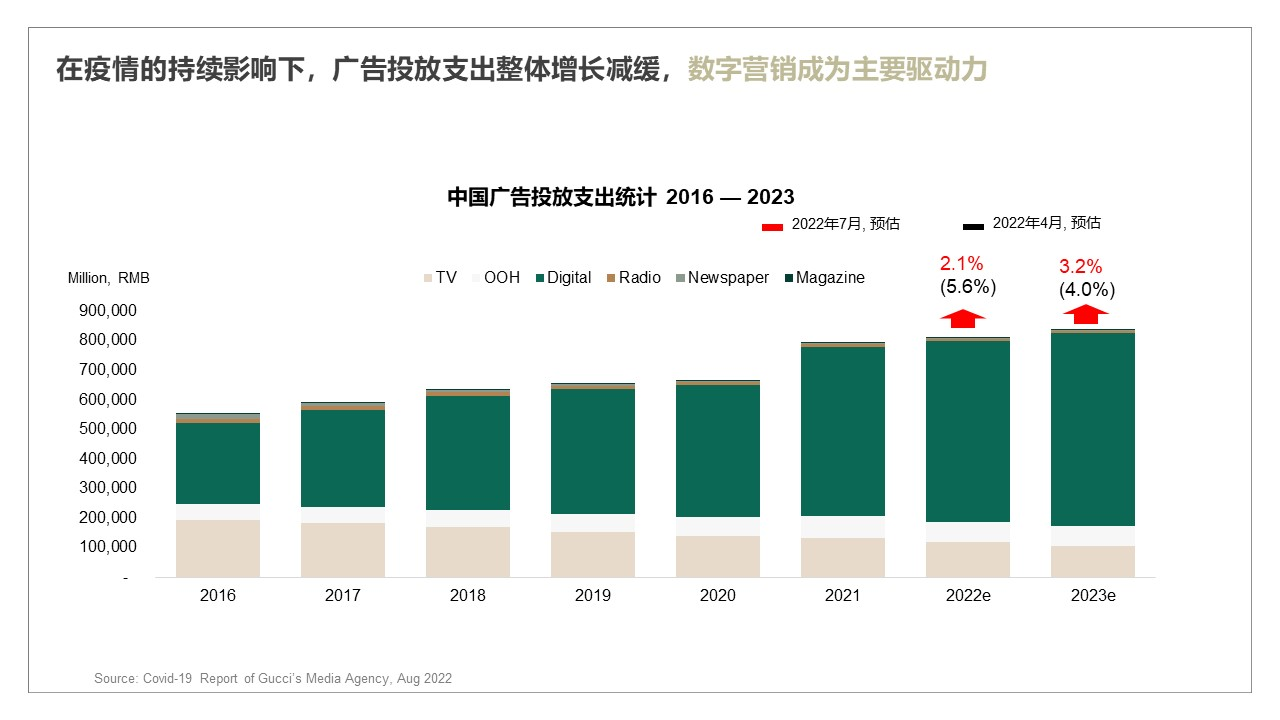 在疫情的持续影响下，广告投放支出整体增长减缓，数字营销成为主要驱动力
中国广告投放支出统计 2016 — 2023
2022年7月, 预估 2022年4月, 预估
Million, RMB
TV OOH Digital Radio Newspaper Magazine
2.1%
(5.6%)
3.2%
(4.0%)
900,000
800,000
700,000
600,000
500,000
400,000
300,000
200,000
100,000
-
2016 2017 2018 2019 2020 2021 2022e 2023e
Source: Covid-19 Report of Gucci's Media Agency, Aug 2022